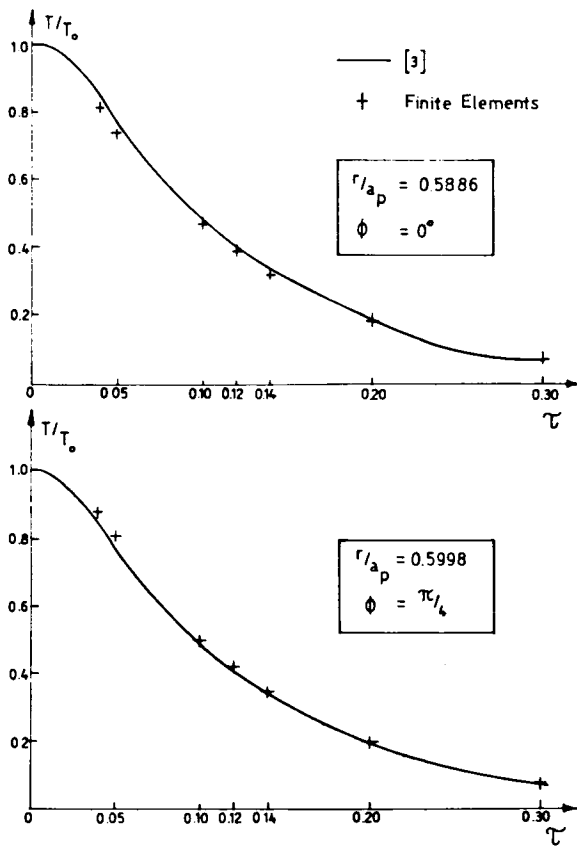 T/T₀
1.0
0.8
0.6
0.4
0.2
0
0.05
0.10
0.12
0.14
0.20
0.30
τ
[3]
+ Finite Elements
r/a_p = 0.5886
ϕ = 0°
T/T₀
1.0
0.8
0.6
0.4
0.2
0
0.05
0.10
0.12
0.14
0.20
0.30
τ
r/a_p = 0.5998
ϕ = π/4